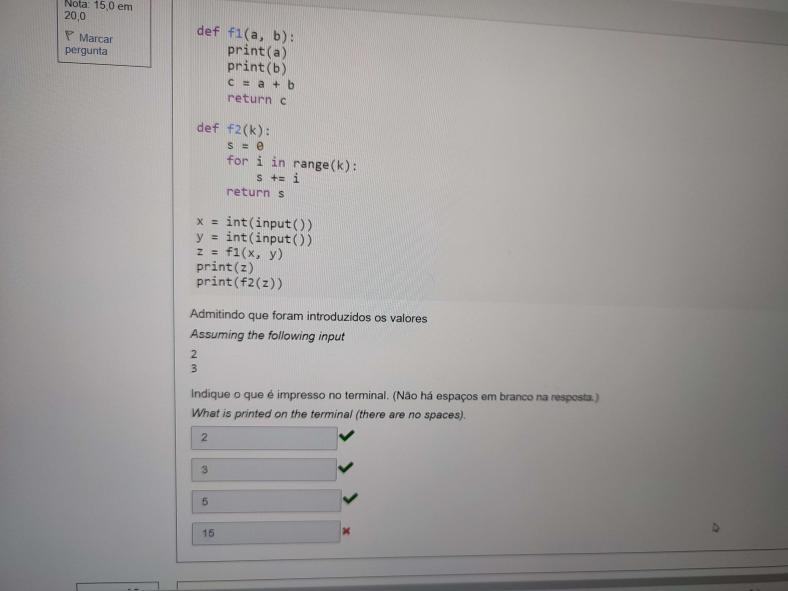 Nota: 15,0 em
20,0
Marcar
pergunta
def f1(a, b):
    print(a)
    print(b)
    c = a + b
    return c
def f2(k):
    s = 0
    for i in range(k):
        s += i
    return s
x = int(input())
y = int(input())
z = f1(x, y)
print(z)
print(f2(z))
Admitindo que foram introduzidos os valores
Assuming the following input
2
3
Indique o que é impresso no terminal. (Não há espaços em branco na resposta.)
What is printed on the terminal (there are no spaces).
2
3
5
15